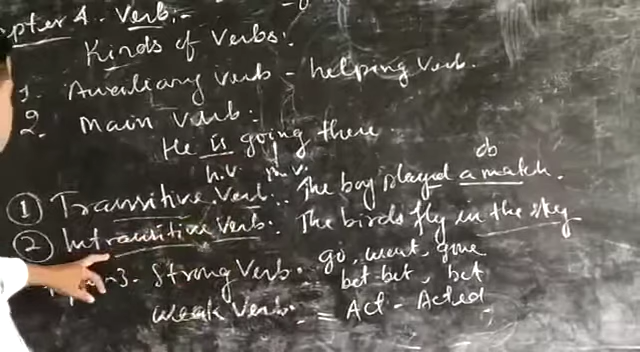 pter 4. Verb:-
Kinds of Verbs:
1. Auxiliary Verb - helping Verb.
2. Main Verb:
He is going there.
h.v. m.v.
ob
① Transitive Verb.. The boy played a match.
② Intransitive Verb: The birds fly in the sky
3- Strong Verb. go, went, gone
bet-bet, bet
Weak Verb. = Act - Acted